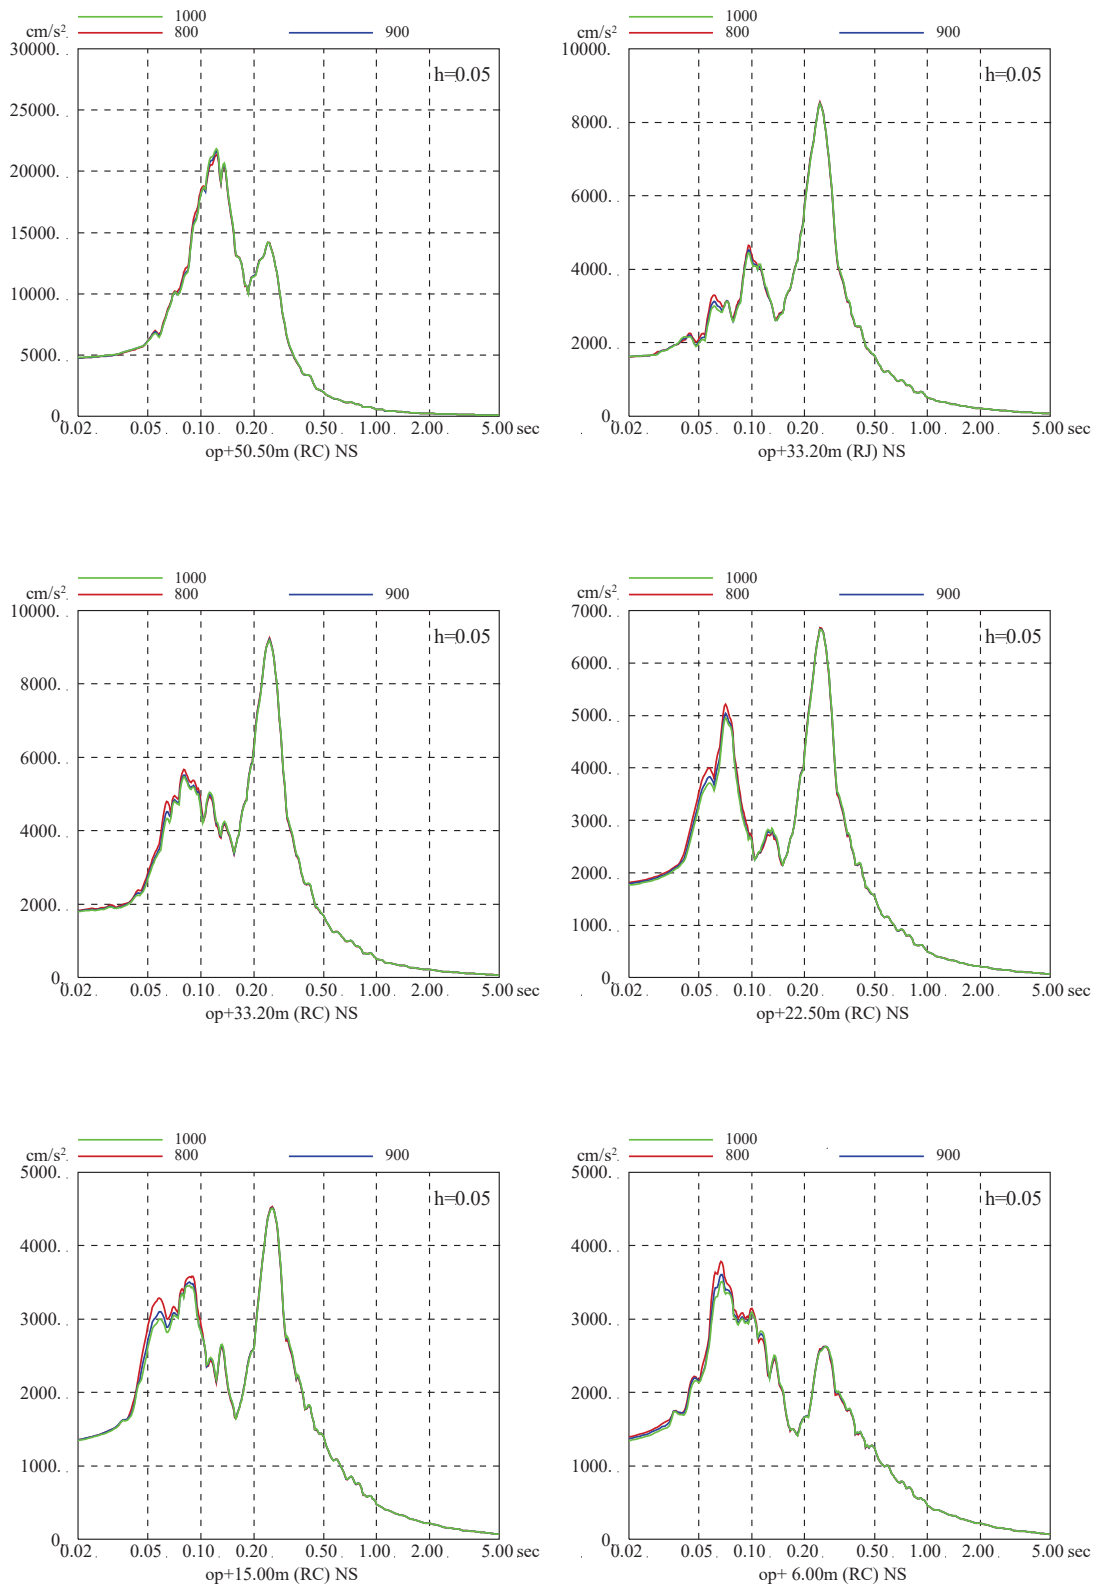 1000
cm/s². 800 900
30000.
h=0.05
25000.
20000.
15000.
10000.
5000.
0.
0.02 0.05 0.10 0.20 0.50 1.00 2.00 5.00 sec
op+50.50m (RC) NS
1000
cm/s² 800 900
10000.
h=0.05
8000.
6000.
4000.
2000.
0.
0.02 0.05 0.10 0.20 0.50 1.00 2.00 5.00 sec
op+33.20m (RJ) NS
1000
cm/s². 800 900
10000.
h=0.05
8000.
6000.
4000.
2000.
0.
0.02 0.05 0.10 0.20 0.50 1.00 2.00 5.00 sec
op+33.20m (RC) NS
1000
cm/s². 800 900
7000.
h=0.05
6000.
5000.
4000.
3000.
2000.
1000.
0.
0.02 0.05 0.10 0.20 0.50 1.00 2.00 5.00 sec
op+22.50m (RC) NS
1000
cm/s². 800 900
5000.
h=0.05
4000.
3000.
2000.
1000.
0.
0.02 0.05 0.10 0.20 0.50 1.00 2.00 5.00 sec
op+15.00m (RC) NS
1000
cm/s². 800 900
5000.
h=0.05
4000.
3000.
2000.
1000.
0.
0.02 0.05 0.10 0.20 0.50 1.00 2.00 5.00 sec
op+ 6.00m (RC) NS